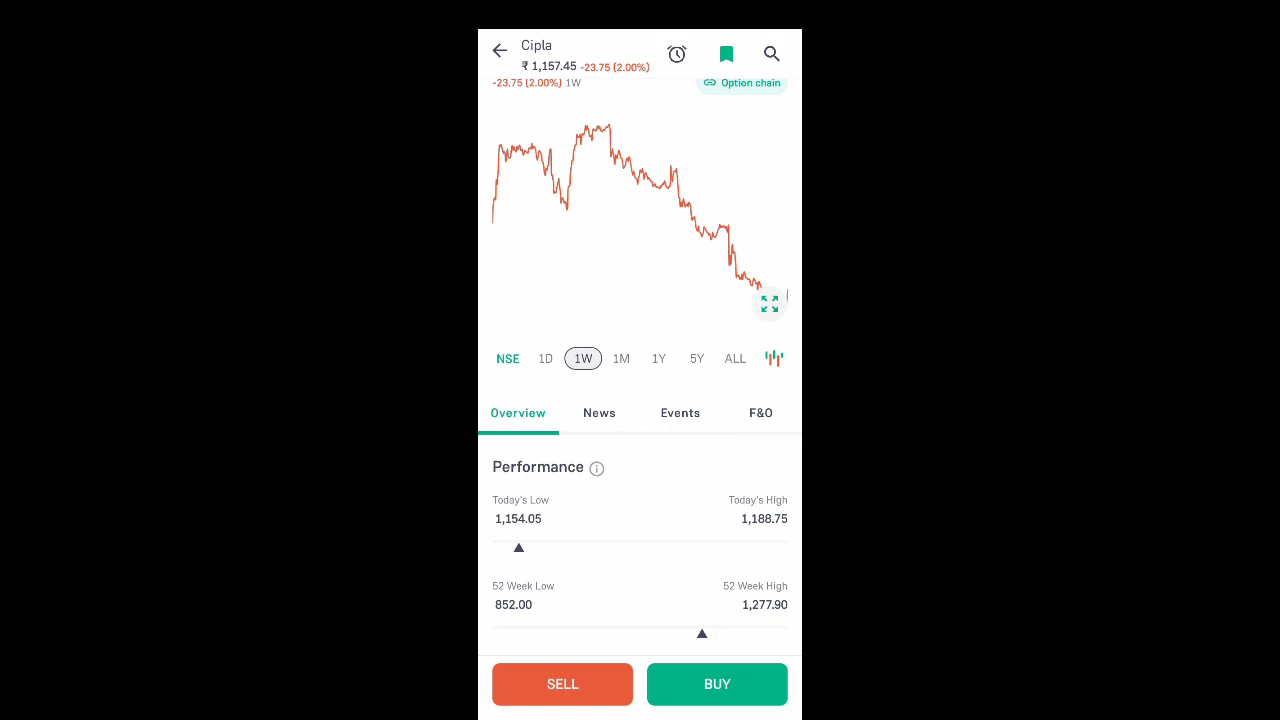 Cipla
₹ 1,157.45 -23.75 (2.00%)
-23.75 (2.00%) 1W
Option chain
NSE 1D 1W 1M 1Y 5Y ALL
Overview News Events F&O
Performance
Today's Low Today's High
1,154.05 1,188.75
52 Week Low 52 Week High
852.00 1,277.90
SELL BUY